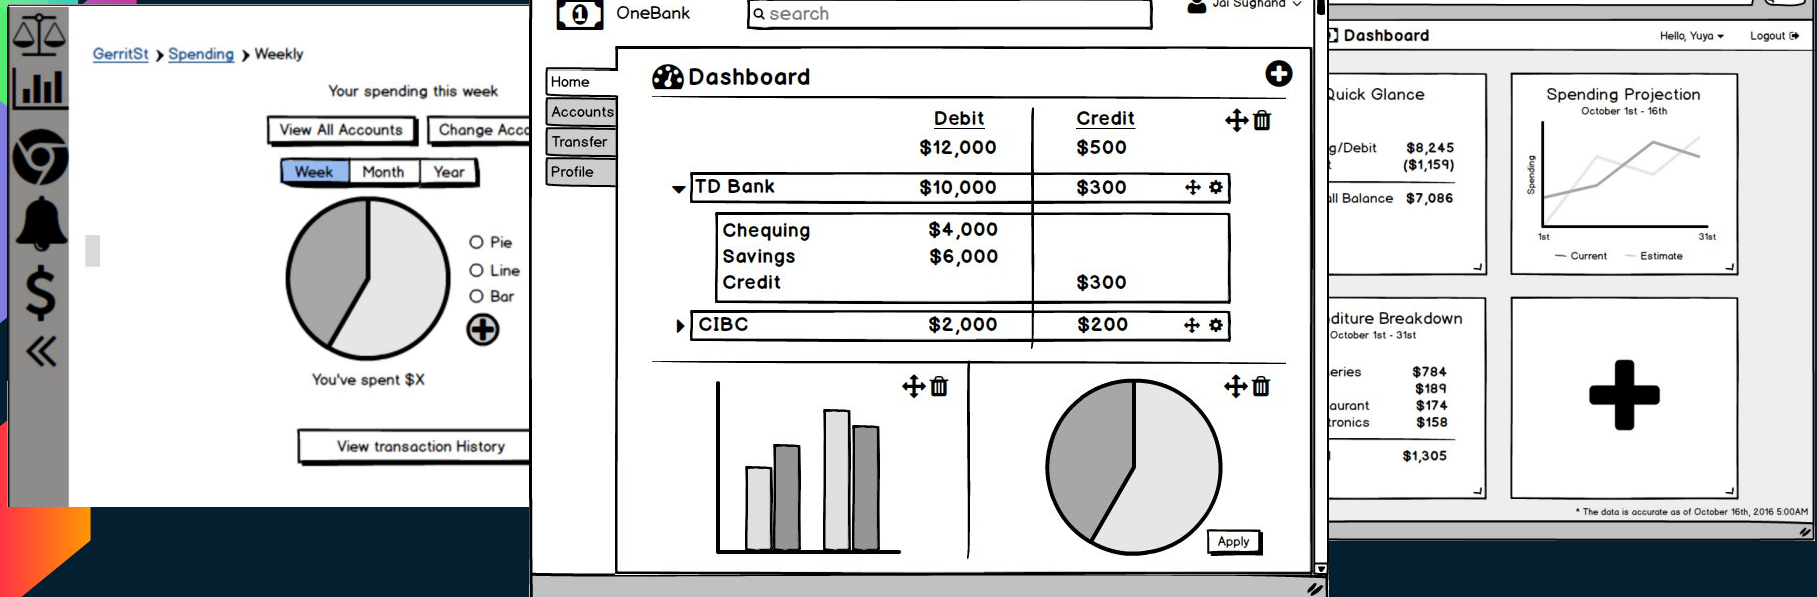 GerritSt > Spending > Weekly
Your spending this week
View All Accounts
Week Month Year
Pie
Line
Bar
You've spent $X
View transaction History
1
OneBank
search
Jai Sughand
Home
Accounts
Transfer
Profile
Dashboard
Debit Credit
$12,000 $500
TD Bank $10,000 $300
Chequing $4,000
Savings $6,000
Credit $300
CIBC $2,000 $200
Apply
Dashboard
Hello, Yuya
Logout
Quick Glance
g/Debit $8,245
($1,159)
all Balance $7,086
Spending Projection
October 1st - 16th
Spending
1st 31st
Current Estimate
diture Breakdown
October 1st - 31st
eries $784
$189
aurant $174
tronics $158
$1,305
* The data is accurate as of October 16th, 2016 5:00AM